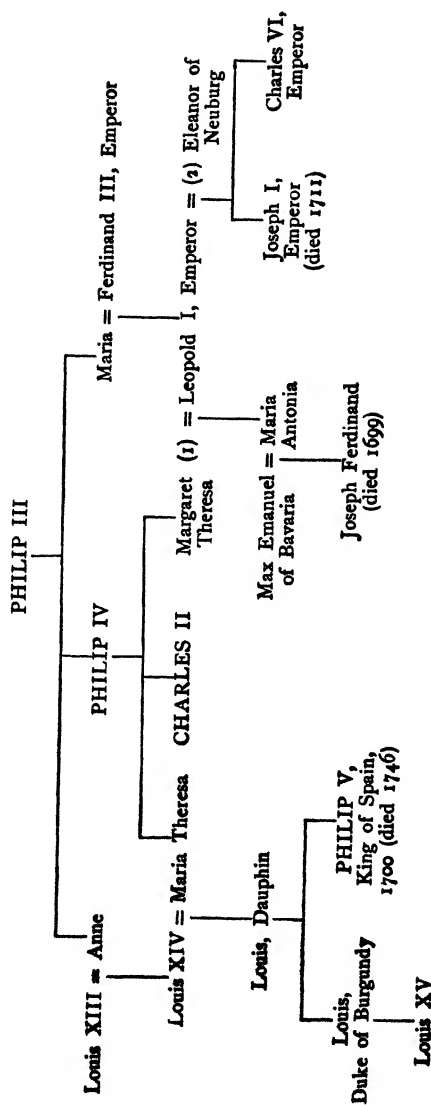 PHILIP III
Louis XIII = Anne
PHILIP IV
Maria = Ferdinand III, Emperor
Louis XIV = Maria Theresa
CHARLES II
Margaret
Theresa
(1) = Leopold I, Emperor = (2) Eleanor of
Neuburg
Louis, Dauphin
Max Emanuel = Maria
of Bavaria
Antonia
Joseph I,
Emperor
(died 1711)
Charles VI,
Emperor
Louis,
Duke of Burgundy
PHILIP V,
King of Spain,
1700 (died 1746)
Joseph Ferdinand
(died 1699)
Louis XV